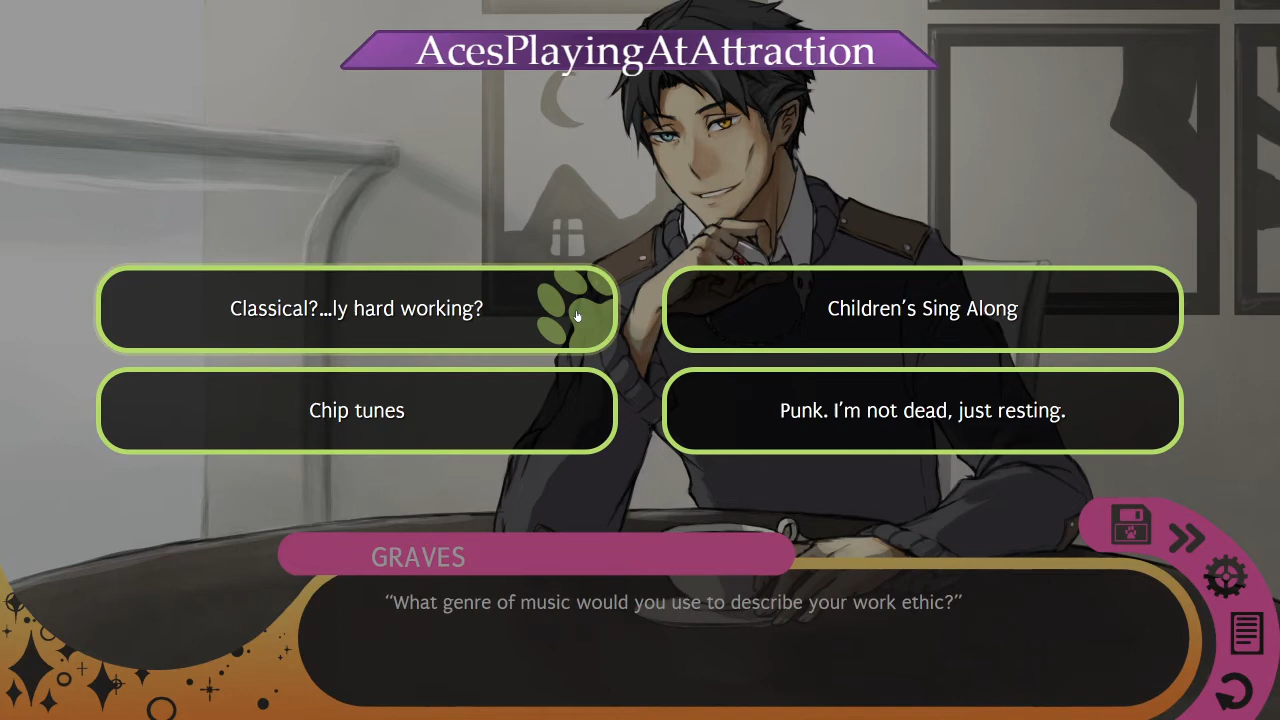 AcesPlayingAtAttraction
Classical?...ly hard working?
Children's Sing Along
Chip tunes
Punk. I'm not dead, just resting.
GRAVES
“What genre of music would you use to describe your work ethic?”